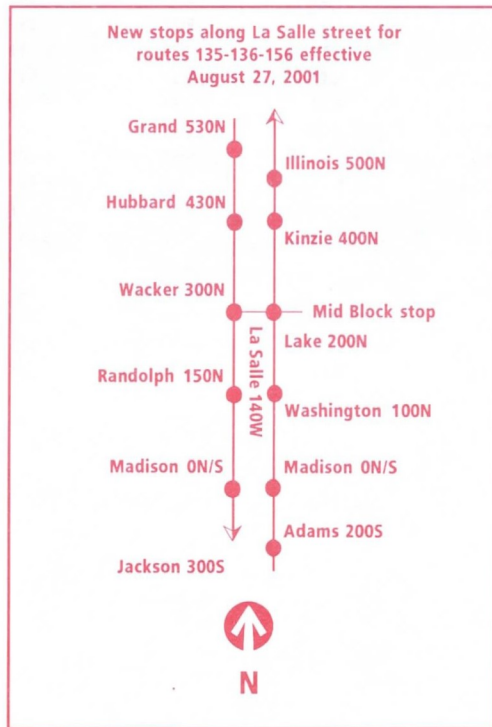 New stops along La Salle street for
routes 135-136-156 effective
August 27, 2001
Grand 530N
Illinois 500N
Hubbard 430N
Kinzie 400N
Wacker 300N
Mid Block stop
Lake 200N
La Salle 140W
Randolph 150N
Washington 100N
Madison 0N/S
Madison 0N/S
Adams 200S
Jackson 300S
N